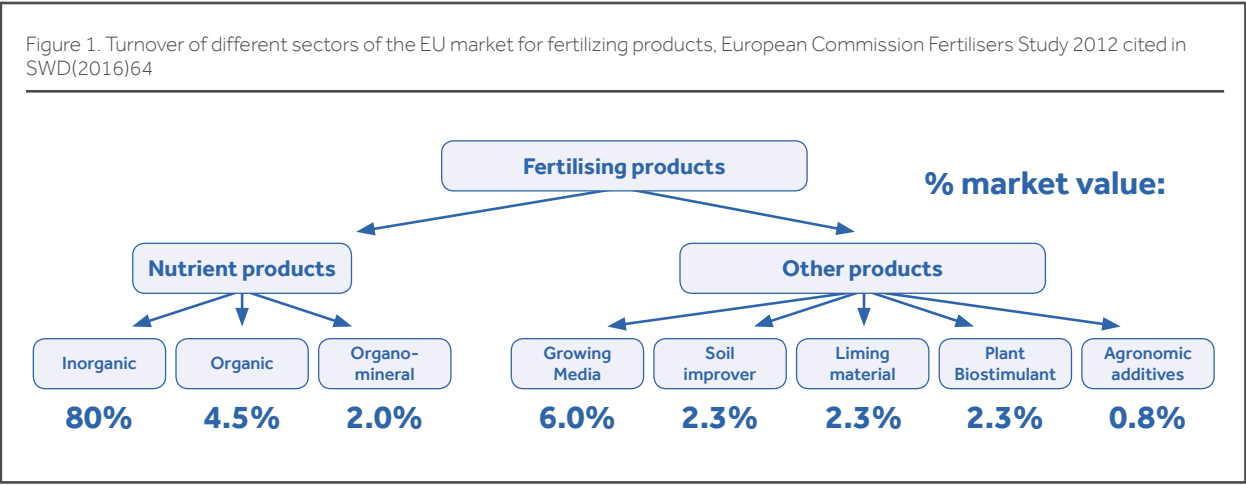 Figure 1. Turnover of different sectors of the EU market for fertilizing products, European Commission Fertilisers Study 2012 cited in
SWD(2016)64
Fertilising products
% market value:
Nutrient products
Other products
Inorganic
Organic
Organo-
mineral
Growing
Media
Soil
improver
Liming
material
Plant
Biostimulant
Agronomic
additives
80%
4.5%
2.0%
6.0%
2.3%
2.3%
2.3%
0.8%